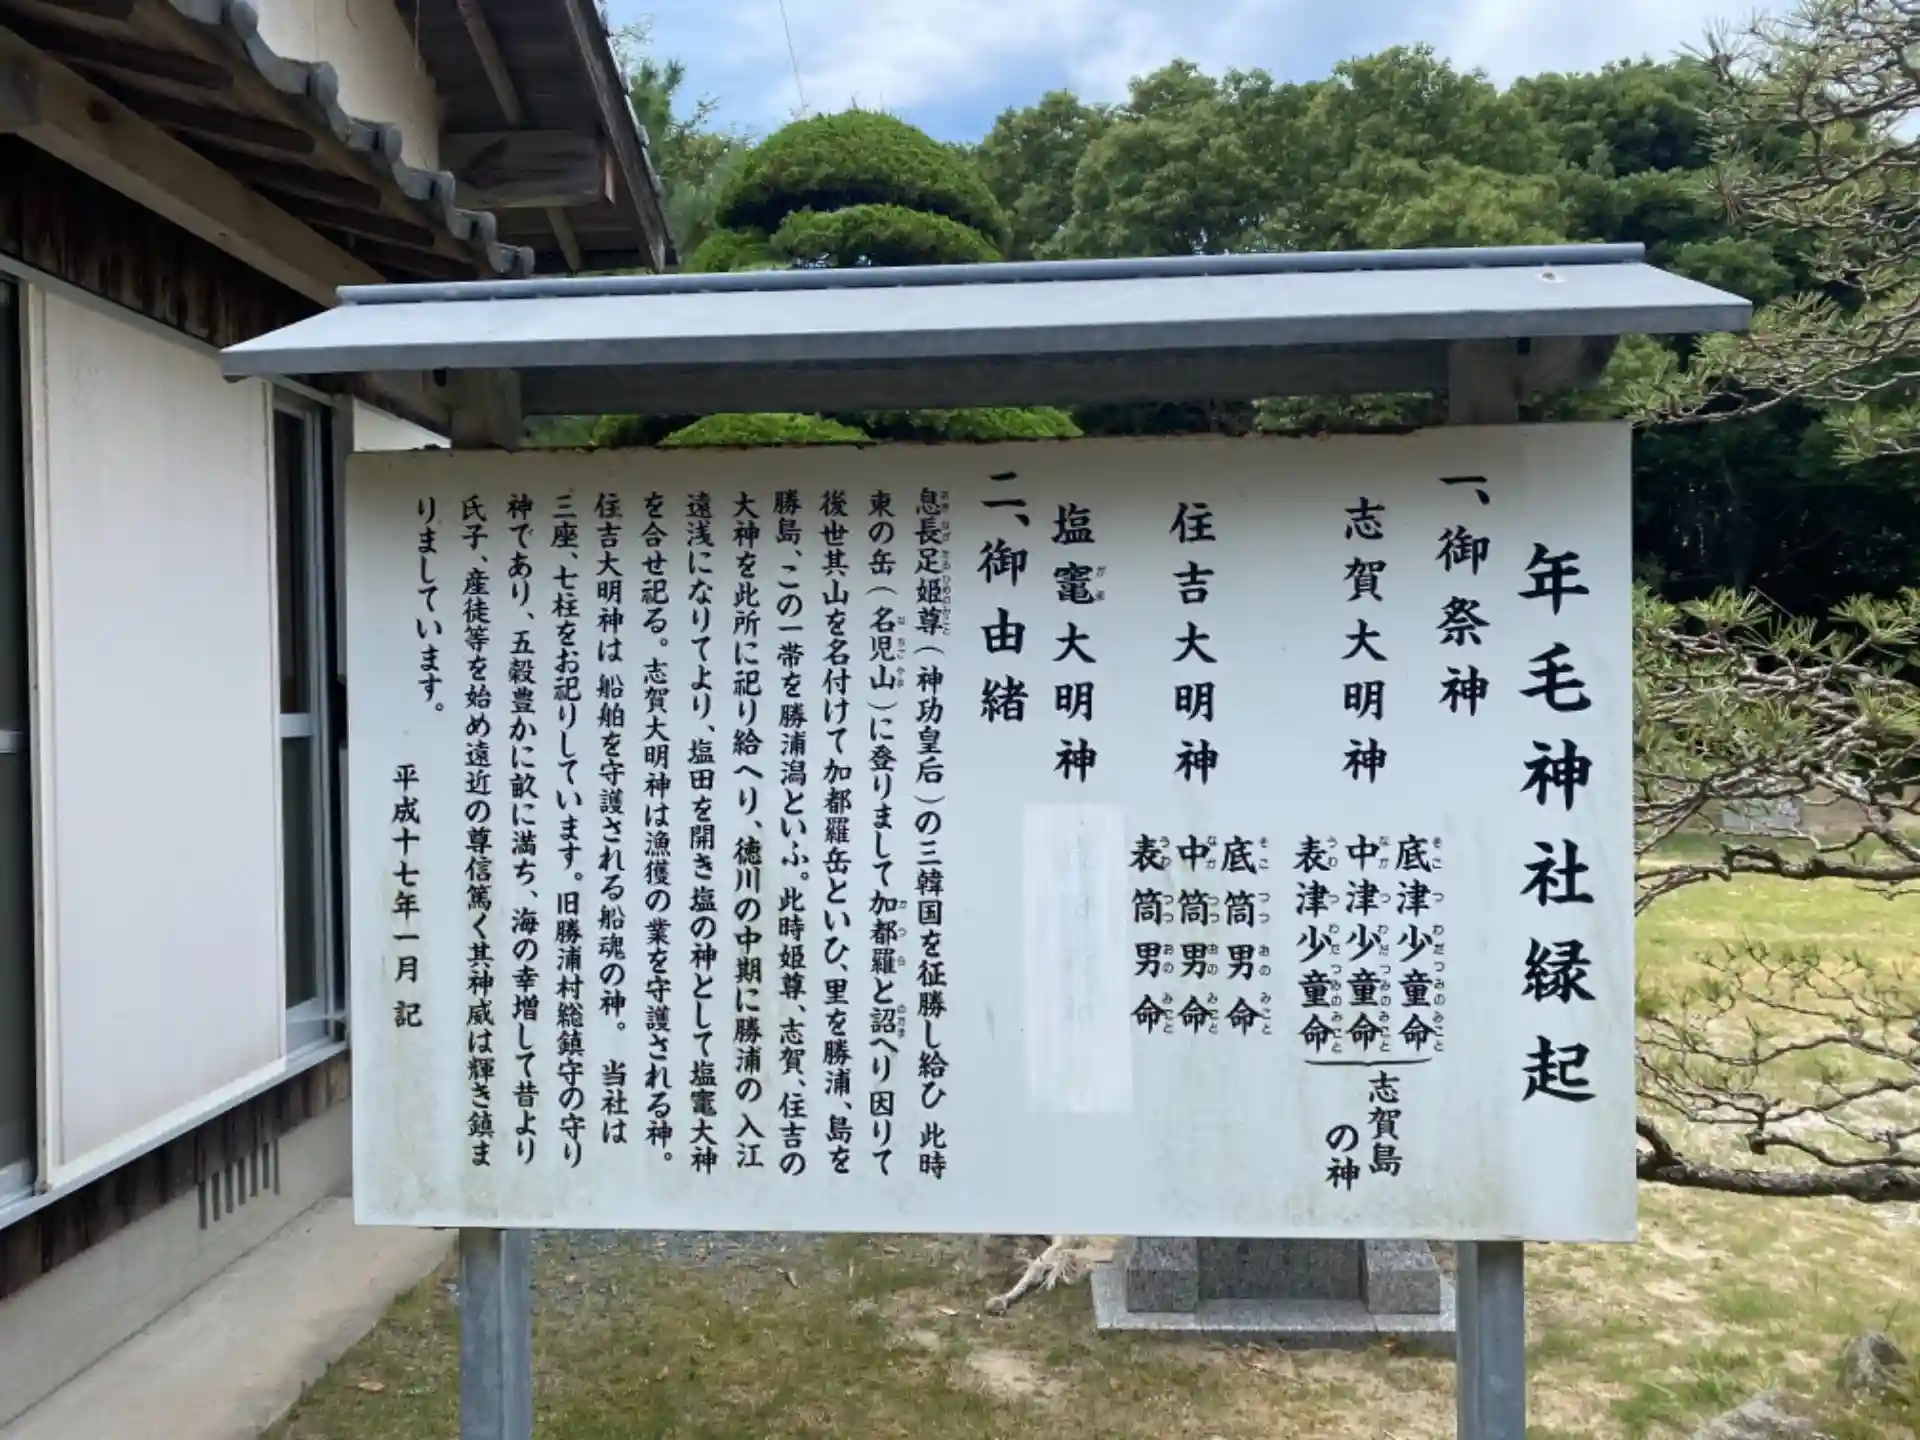 年毛神社縁起
一、御祭神
志賀大明神
底津少童命
中津少童命
表津少童命
志賀島
の神
住吉大明神
底筒男命
中筒男命
表筒男命
塩竈大明神
二、御由緒
息長足姫尊(神功皇后)の三韓国を征勝し給ひ此時
東の岳(名児山)に登りまして加都羅と詔へり因りて
後世其山を名付けて加都羅岳といひ、里を勝浦、島を
勝島、この一帯を勝浦潟といふ。此時姫尊、志賀、住吉の
大神を此所に祀り給へり、徳川の中期に勝浦の入江
遠浅になりてより、塩田を開き塩の神として塩竈大神
を合せ祀る。志賀大明神は漁獲の業を守護される神。
住吉大明神は船舶を守護される船魂の神。当社は
三座、七柱をお祀りしています。旧勝浦村総鎮守の守り
神であり、五穀豊かに畝に満ち、海の幸増して昔より
氏子、産徒等を始め遠近の尊信篤く其神威は輝き鎮ま
りましています。
平成十七年一月 記